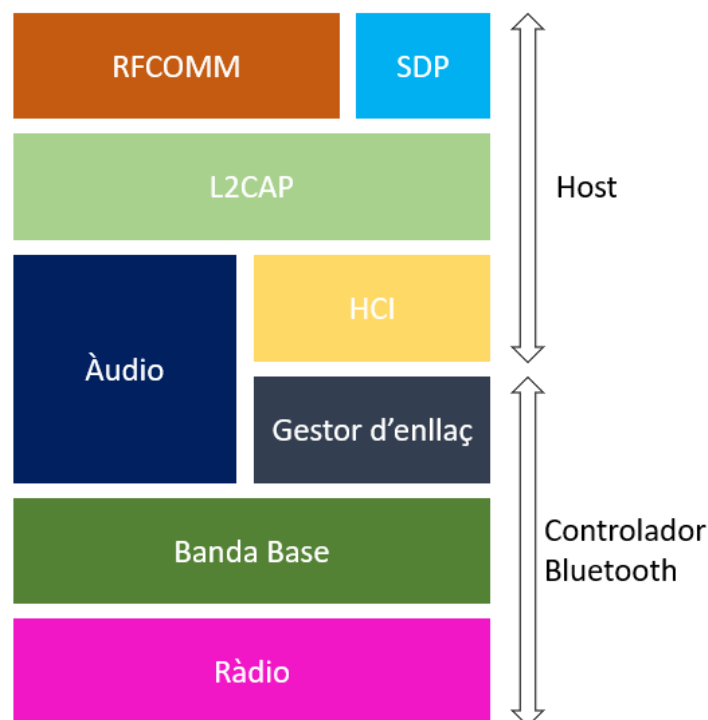 RFCOMM
SDP
L2CAP
Host
HCI
Àudio
Gestor d'enllaç
Banda Base
Controlador
Bluetooth
Ràdio